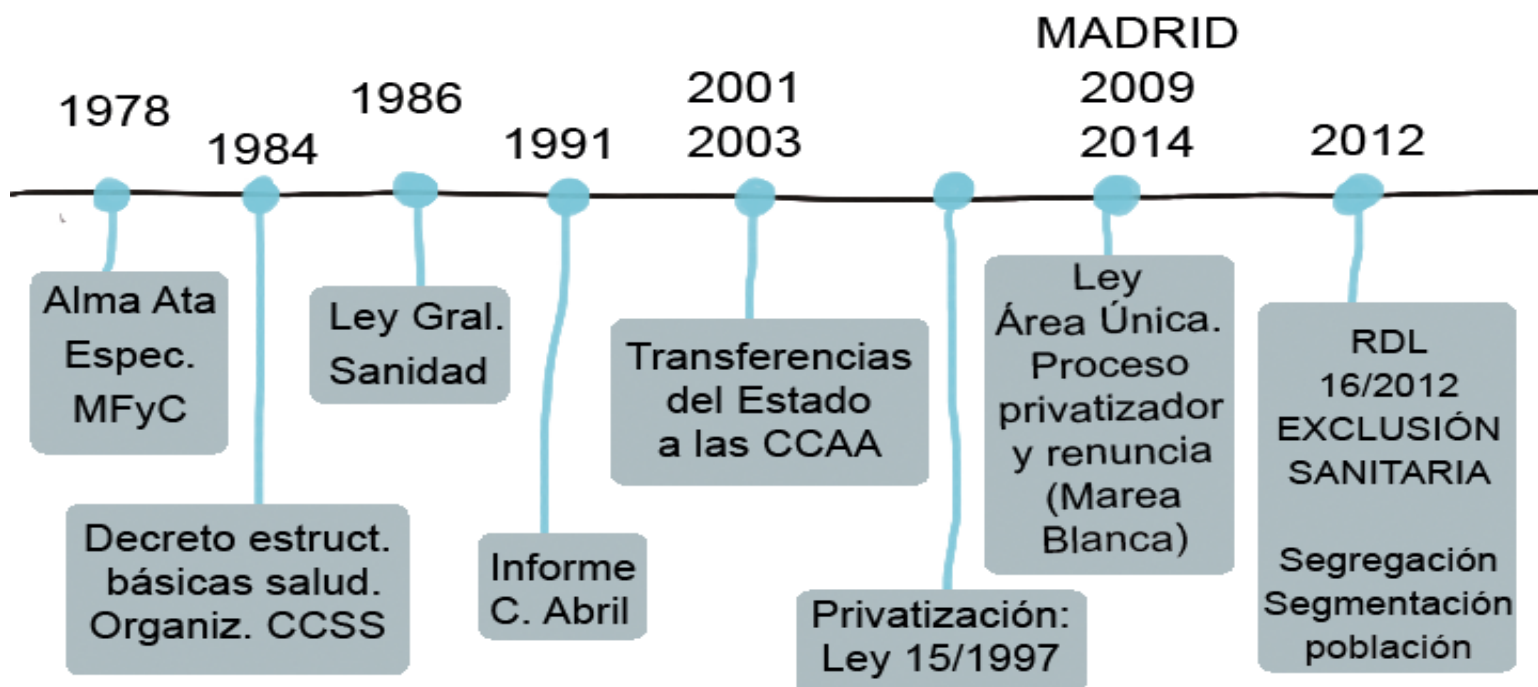 1978
Alma Ata
Espec.
MFyC
1984
Decreto estruct.
básicas salud.
Organiz. CCSS
1986
Ley Gral.
Sanidad
1991
Informe
C. Abril
2001
2003
Transferencias
del Estado
a las CCAA
Privatización:
Ley 15/1997
MADRID
2009
2014
Ley
Área Única.
Proceso
privatizador
y renuncia
(Marea
Blanca)
2012
RDL
16/2012
EXCLUSIÓN
SANITARIA
Segregación
Segmentación
población